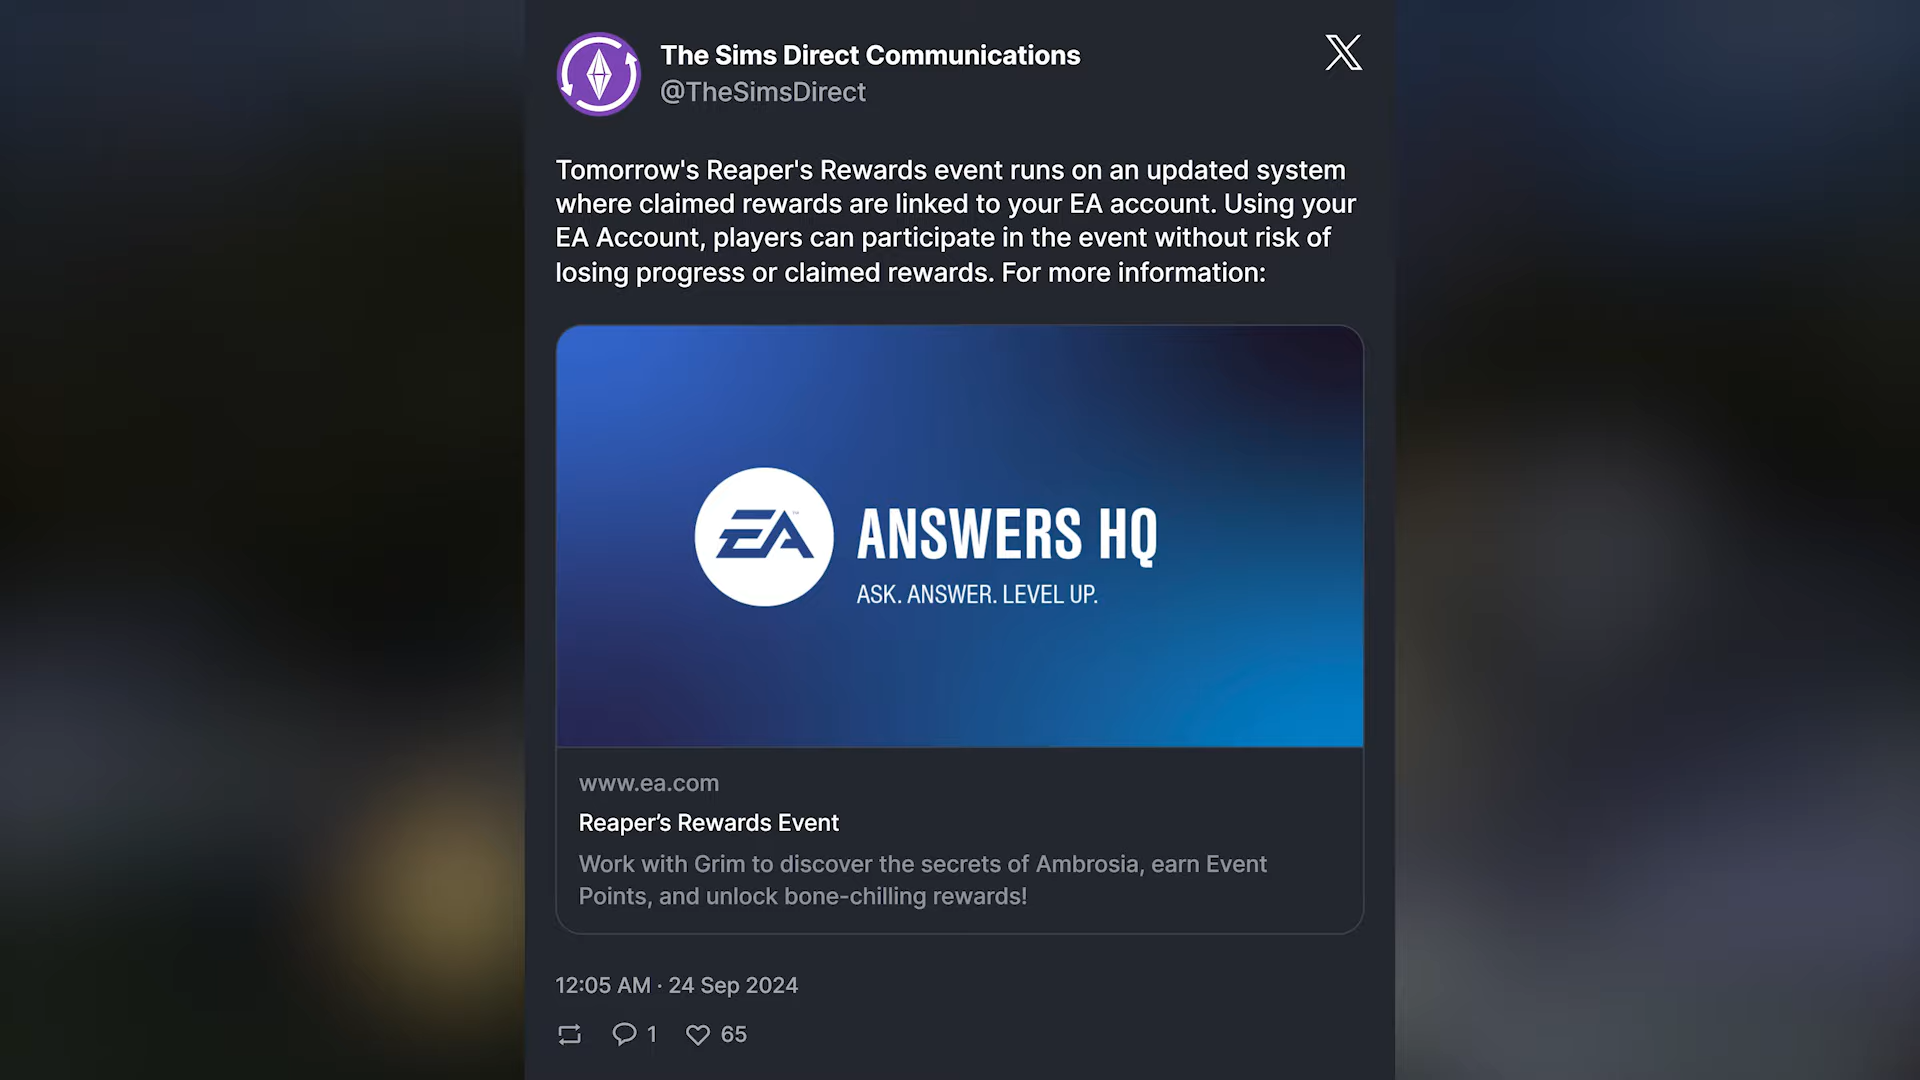 The Sims Direct Communications
@TheSimsDirect
Tomorrow's Reaper's Rewards event runs on an updated system
where claimed rewards are linked to your EA account. Using your
EA Account, players can participate in the event without risk of
losing progress or claimed rewards. For more information:
EA
ANSWERS HQ
ASK. ANSWER. LEVEL UP.
www.ea.com
Reaper’s Rewards Event
Work with Grim to discover the secrets of Ambrosia, earn Event
Points, and unlock bone-chilling rewards!
12:05 AM · 24 Sep 2024
1 65